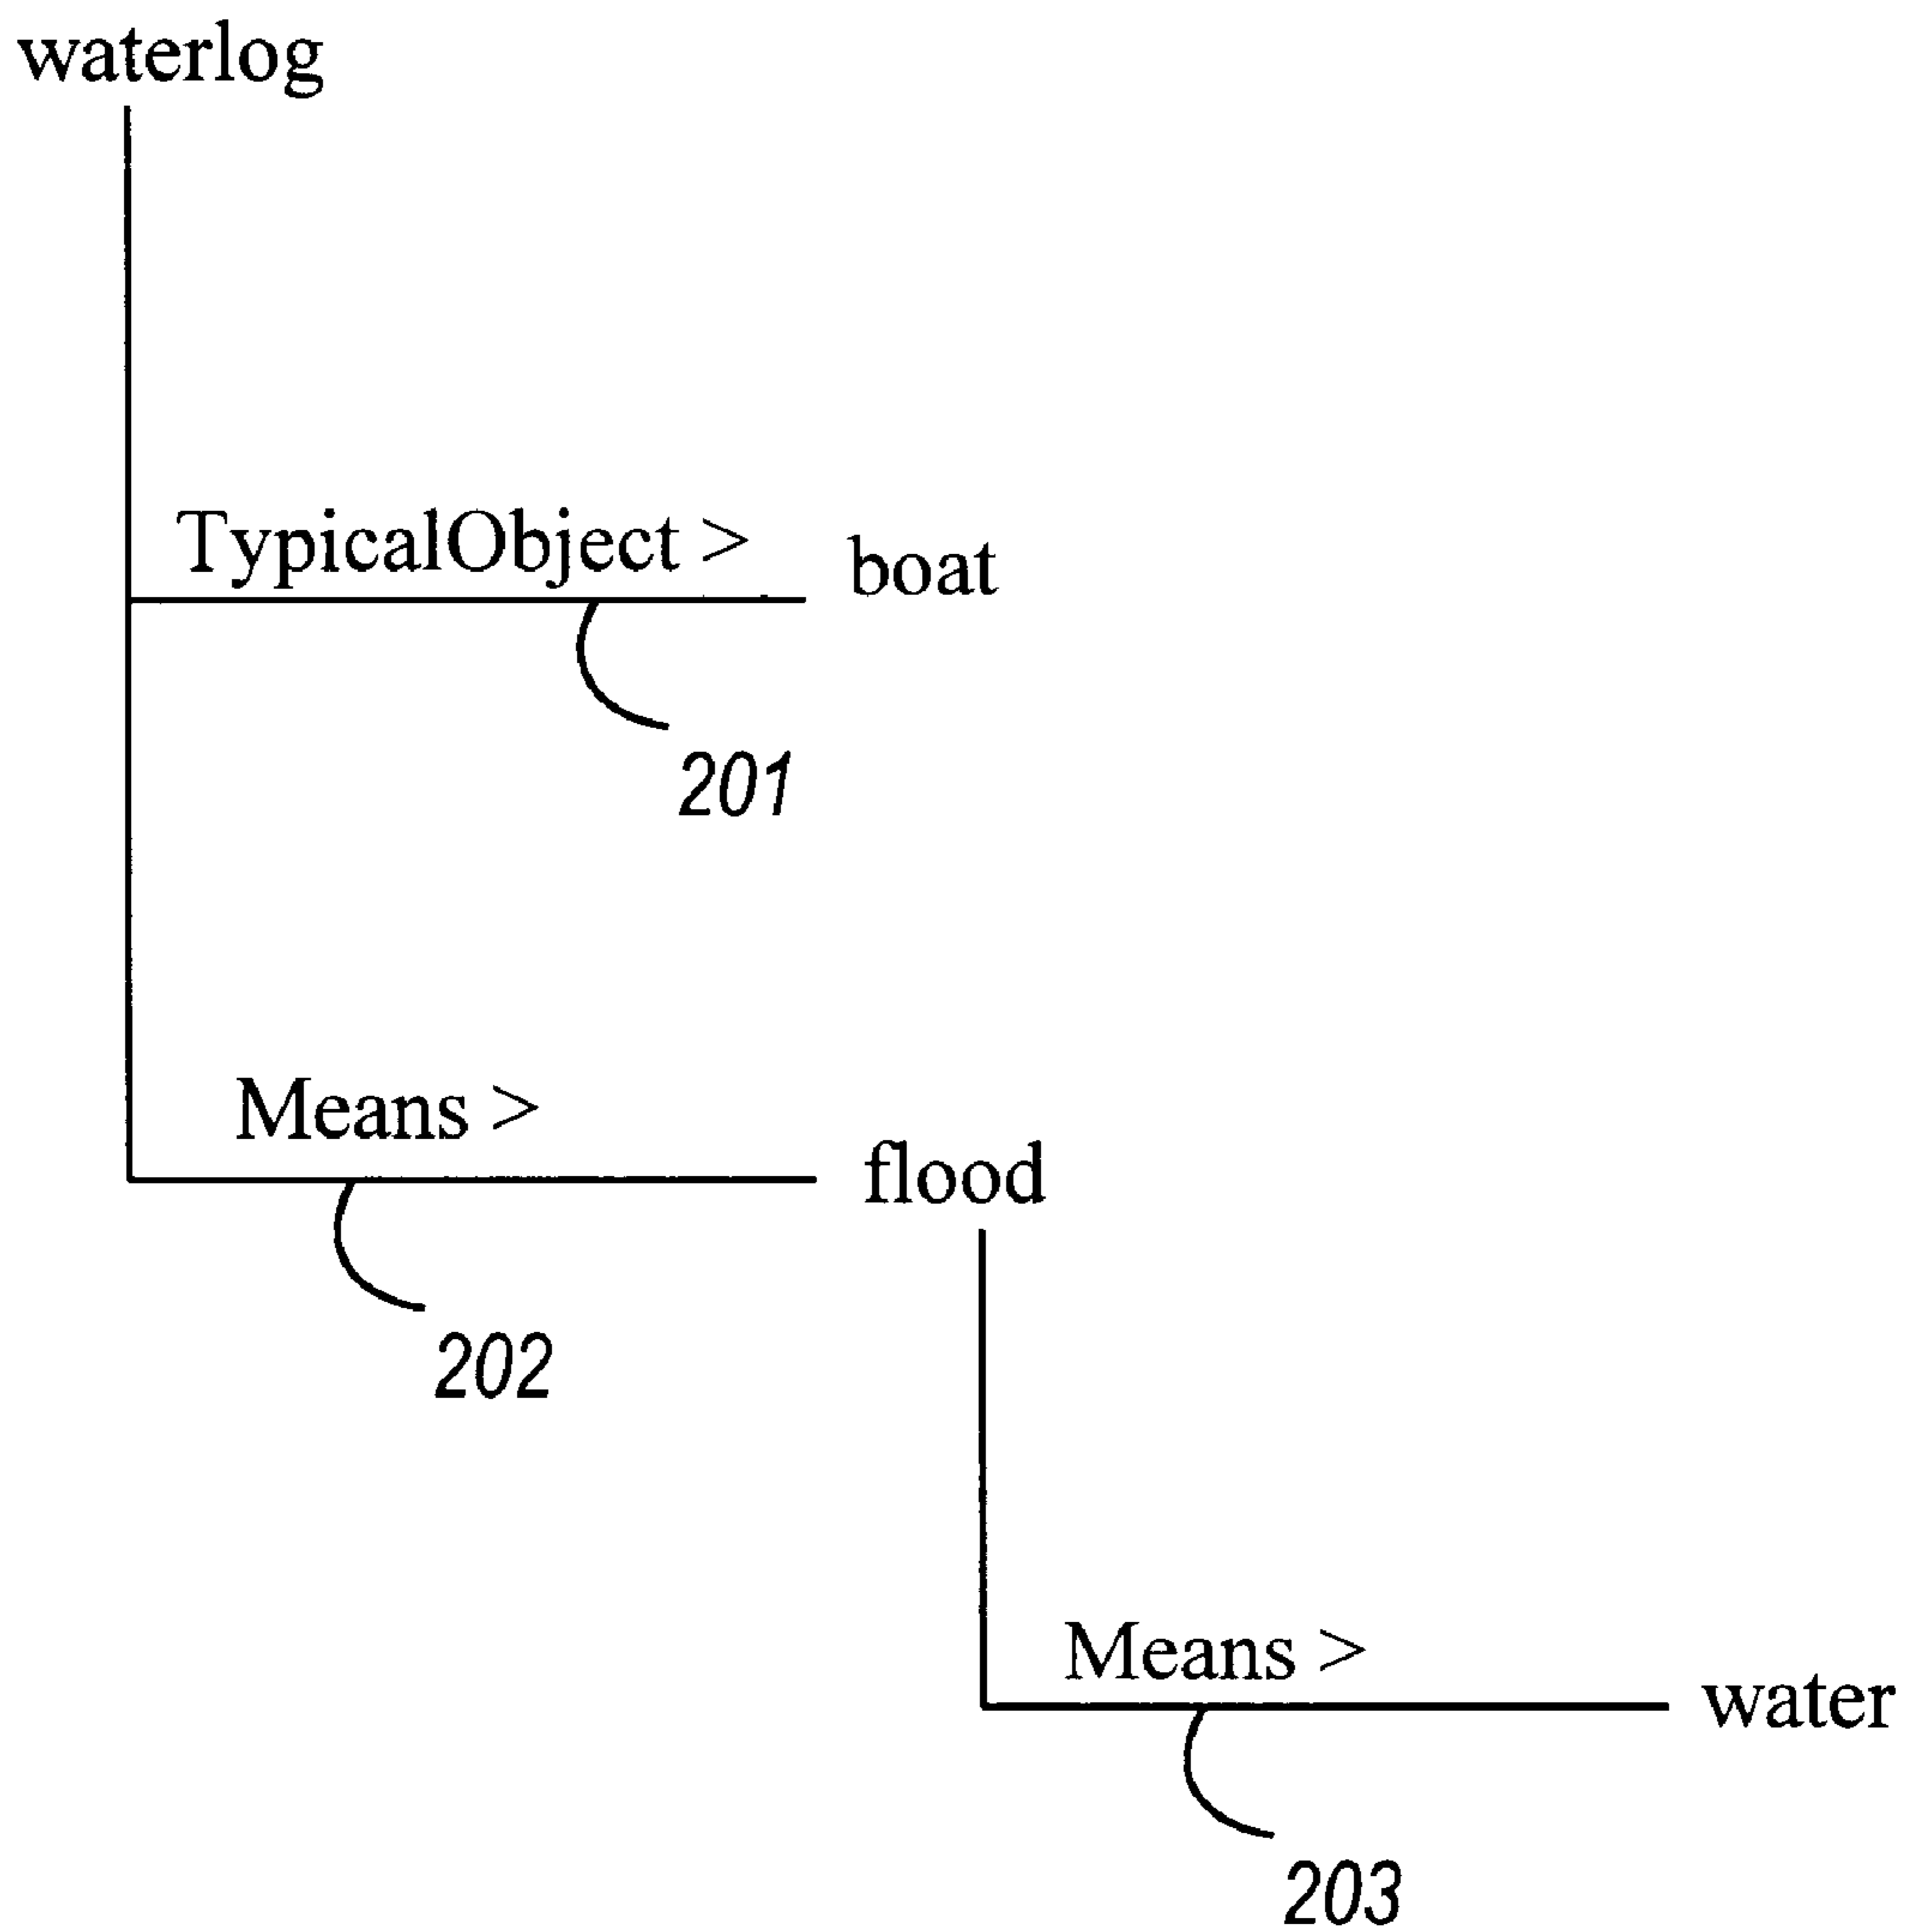 waterlog
TypicalObject > boat
201
Means > flood
202
Means > water
203